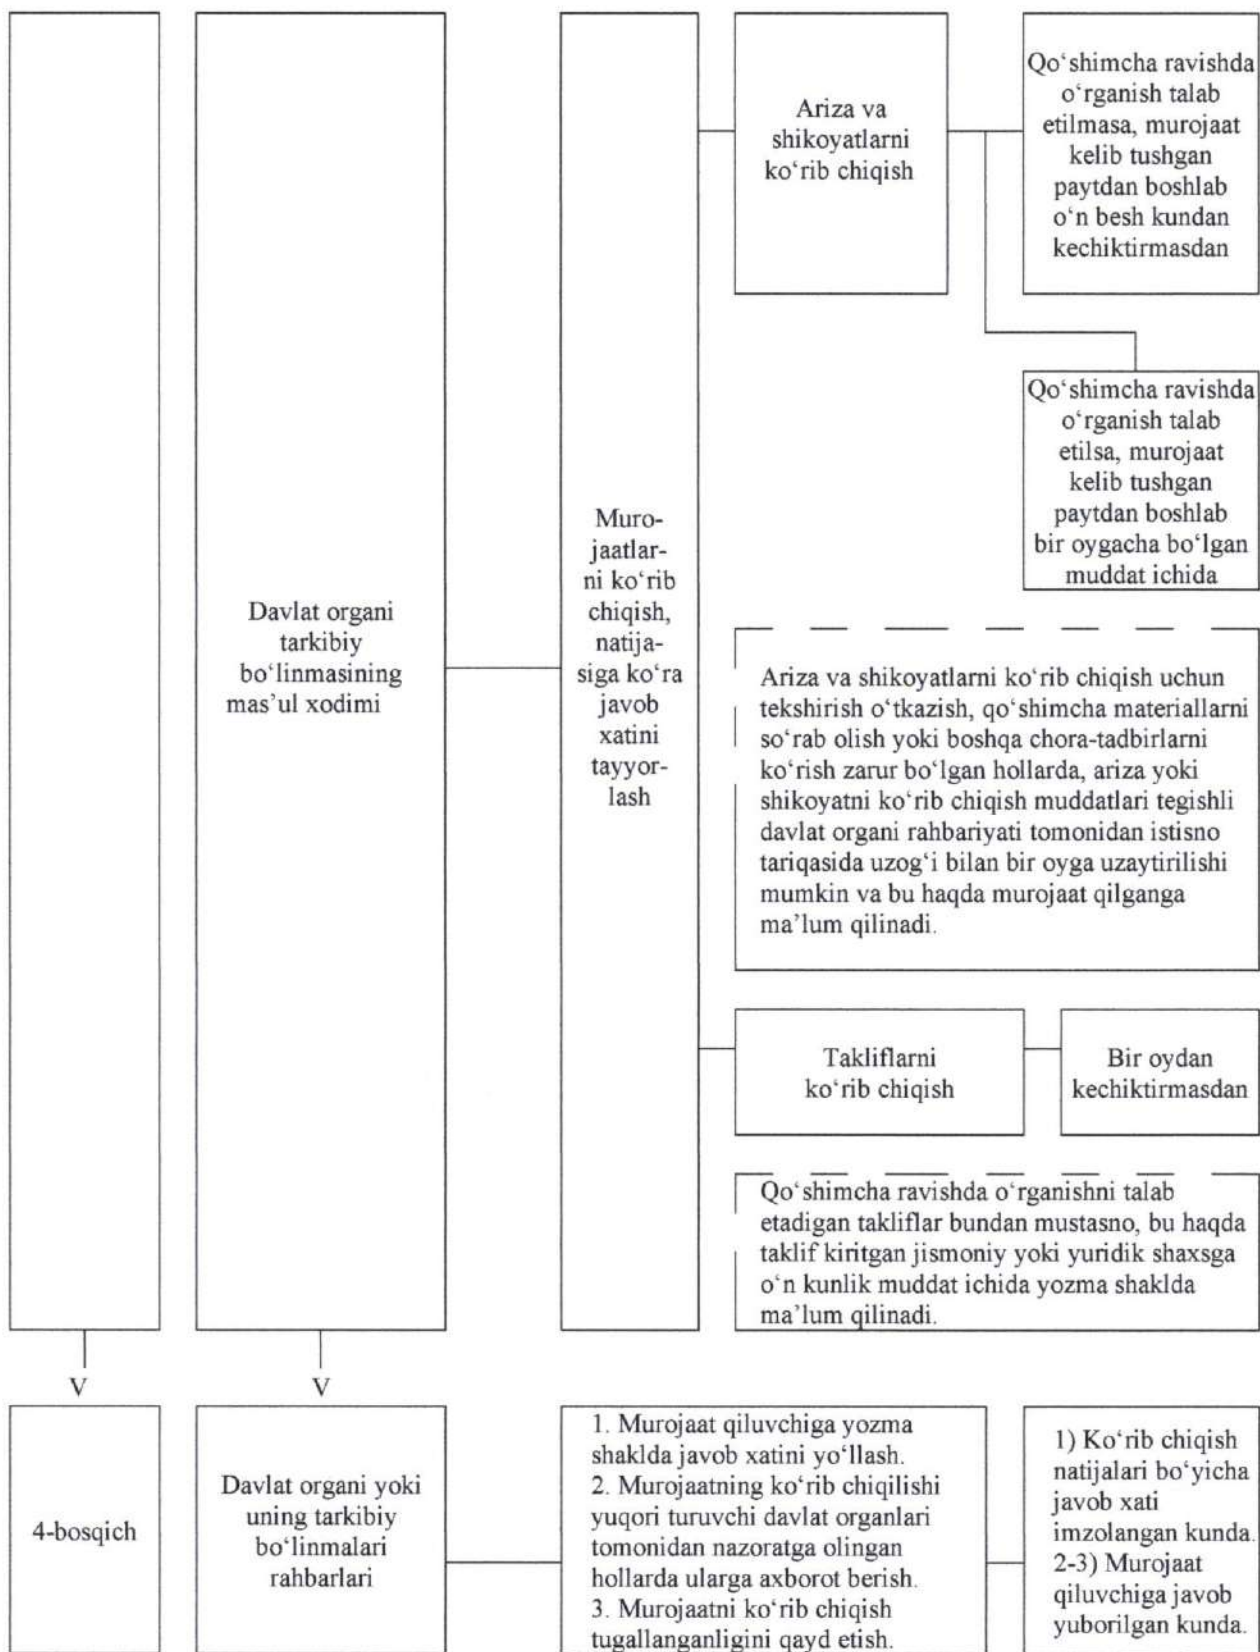 Ariza va
shikoyatlarni
ko‘rib chiqish
Qo‘shimcha ravishda
o‘rganish talab
etilmasa, murojaat
kelib tushgan
paytdan boshlab
o‘n besh kundan
kechiktirmasdan
Qo‘shimcha ravishda
o‘rganish talab
etilsa, murojaat
kelib tushgan
paytdan boshlab
bir oygacha bo‘lgan
muddat ichida
Davlat organi
tarkibiy
bo‘linmasining
mas’ul xodimi
Muro-
jaatlar-
ni ko‘rib
chiqish,
natija-
siga ko‘ra
javob
xatini
tayyor-
lash
Ariza va shikoyatlarni ko‘rib chiqish uchun
tekshirish o‘tkazish, qo‘shimcha materiallarni
so‘rab olish yoki boshqa chora-tadbirlarni
ko‘rish zarur bo‘lgan hollarda, ariza yoki
shikoyatni ko‘rib chiqish muddatlari tegishli
davlat organi rahbariyati tomonidan istisno
tariqasida uzog‘i bilan bir oyga uzaytirilishi
mumkin va bu haqda murojaat qilganga
ma’lum qilinadi.
Takliflarni
ko‘rib chiqish
Bir oydan
kechiktirmasdan
Qo‘shimcha ravishda o‘rganishni talab
etadigan takliflar bundan mustasno, bu haqda
taklif kiritgan jismoniy yoki yuridik shaxsga
o‘n kunlik muddat ichida yozma shaklda
ma’lum qilinadi.
V
V
4-bosqich
Davlat organi yoki
uning tarkibiy
bo‘linmalari
rahbarlari
1. Murojaat qiluvchiga yozma
shaklda javob xatini yo‘llash.
2. Murojaatning ko‘rib chiqilishi
yuqori turuvchi davlat organlari
tomonidan nazoratga olingan
hollarda ularga axborot berish.
3. Murojaatni ko‘rib chiqish
tugallanganligini qayd etish.
1) Ko‘rib chiqish
natijalari bo‘yicha
javob xati
imzolangan kunda.
2-3) Murojaat
qiluvchiga javob
yuborilgan kunda.